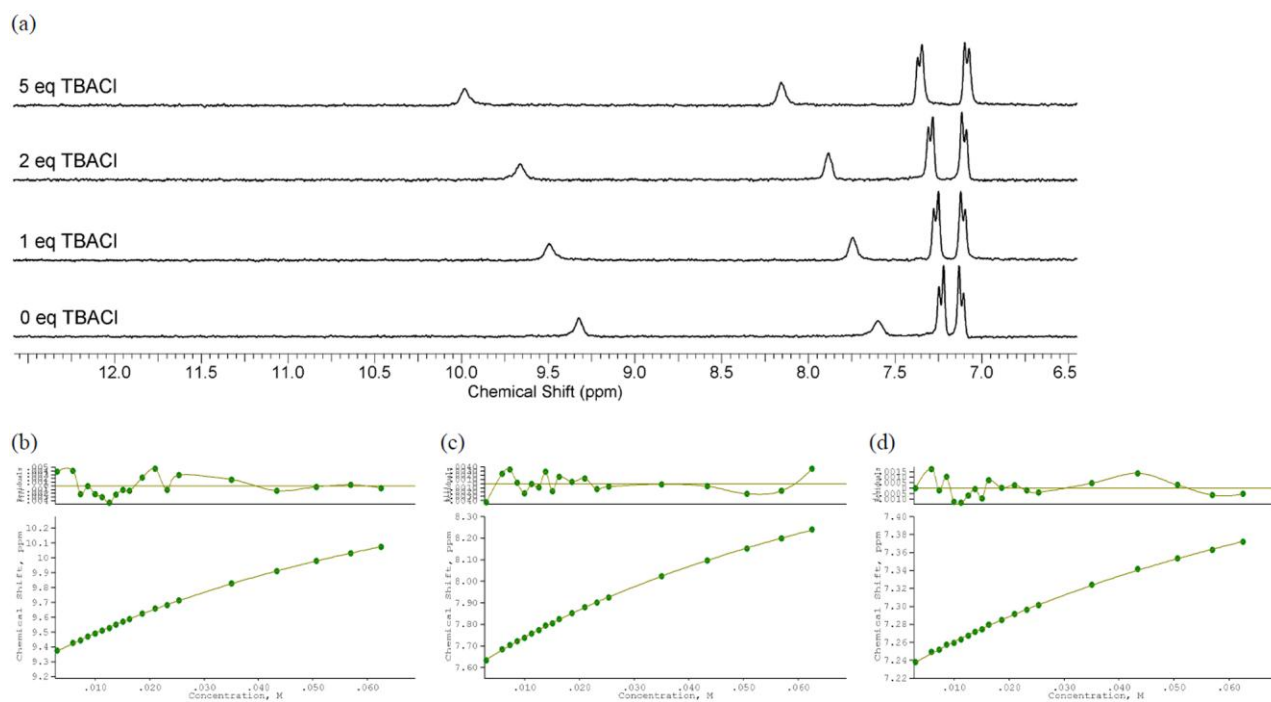 (a)
5 eq TBACl
2 eq TBACl
1 eq TBACl
0 eq TBACl
12.0 11.5 11.0 10.5 10.0 9.5 9.0 8.5 8.0 7.5 7.0 6.5
Chemical Shift (ppm)
(b) (c) (d)
10.2
10.1
10
9.9
9.8
9.7
9.6
9.5
9.4
9.3
9.2
Chemical Shift, ppm
.010 .020 .030 .040 .050 .060
Concentration, M
8.30
8.20
8.10
8.00
7.90
7.80
7.70
7.60
Chemical Shift, ppm
.010 .020 .030 .040 .050 .060
Concentration, M
7.40
7.38
7.36
7.34
7.32
7.30
7.28
7.26
7.24
7.22
Chemical Shift, ppm
.010 .020 .030 .040 .050 .060
Concentration, M